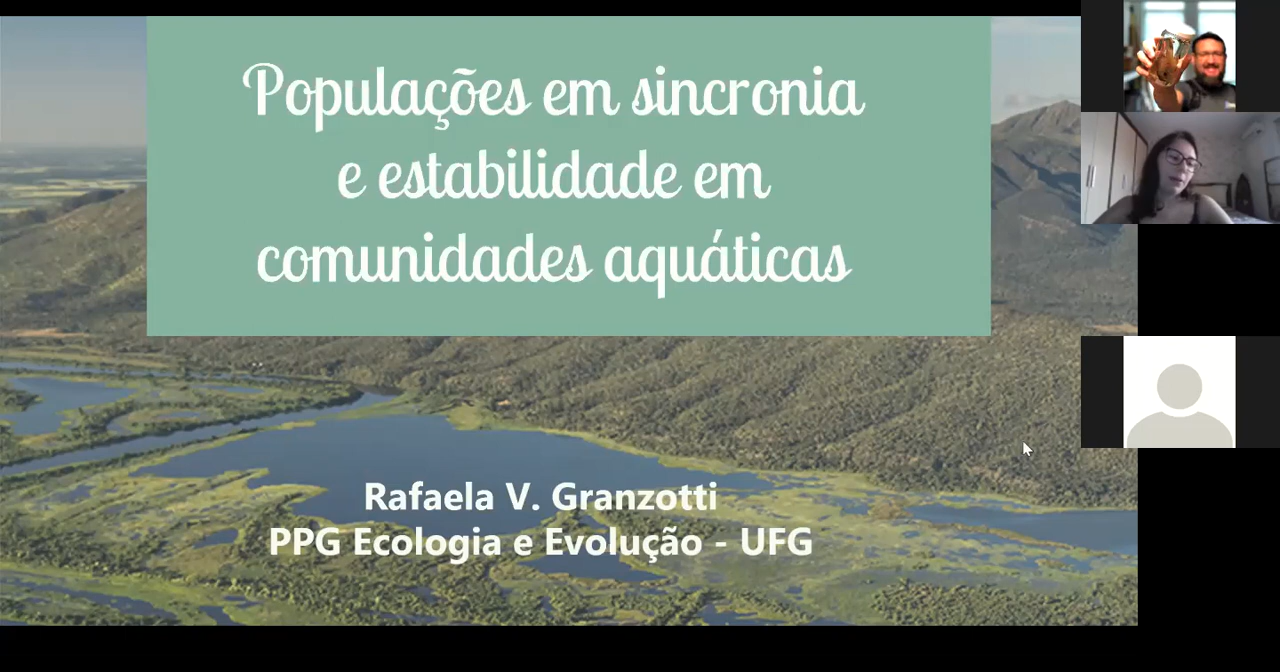 Populações em sincronia
e estabilidade em
comunidades aquáticas
Rafaela V. Granzotti
PPG Ecologia e Evolução - UFG